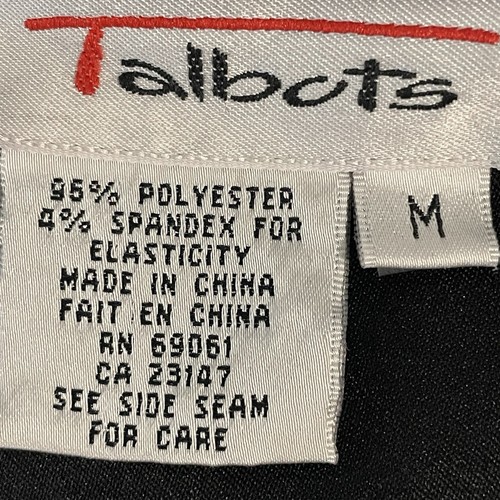 Talbots
96% POLYESTER
4% SPANDEX FOR
ELASTICITY
MADE IN CHINA
FAIT EN CHINA
RN 69061
CA 23147
SEE SIDE SEAM
FOR CARE
M